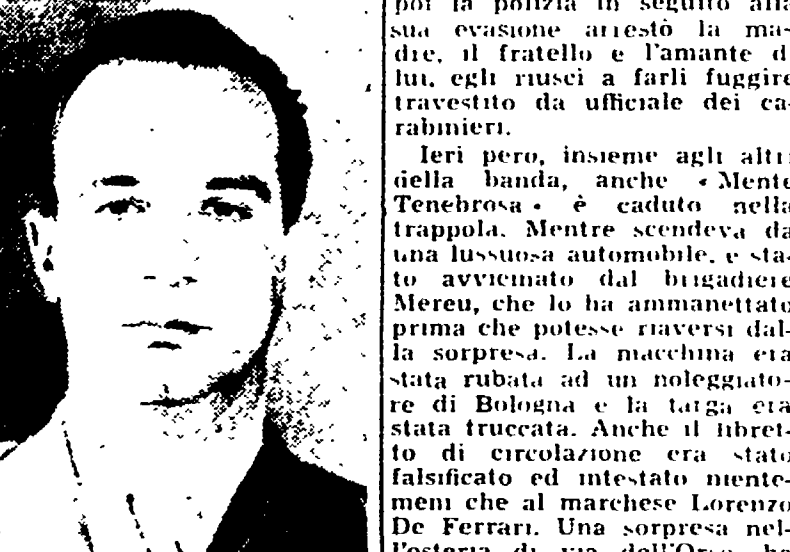 poi la polizia in seguito alla
sua evasione arrestò la ma-
dre, il fratello e l'amante di
lui, egli riuscì a farli fuggire
travestito da ufficiale dei ca-
rabinieri.
Ieri però, insieme agli altri
della banda, anche «Mente
Tenebrosa» è caduto nella
trappola. Mentre scendeva da
una lussuosa automobile, è sta-
to avvicinato dal brigadiere
Mereu, che lo ha ammanettato
prima che potesse riaversi dal-
la sorpresa. La macchina era
stata rubata ad un noleggiato-
re di Bologna e la targa era
stata truccata. Anche il libret-
to di circolazione era stato
falsificato ed intestato niente-
meni che al marchese Lorenzo
De Ferrari. Una sorpresa nel-
l'osteria di via dell'Orso ha